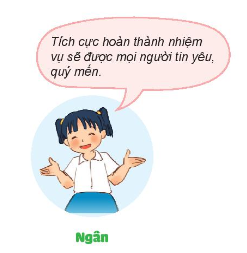 Tích cực hoàn thành nhiệm
vụ sẽ được mọi người tin yêu,
quý mến.
Ngân